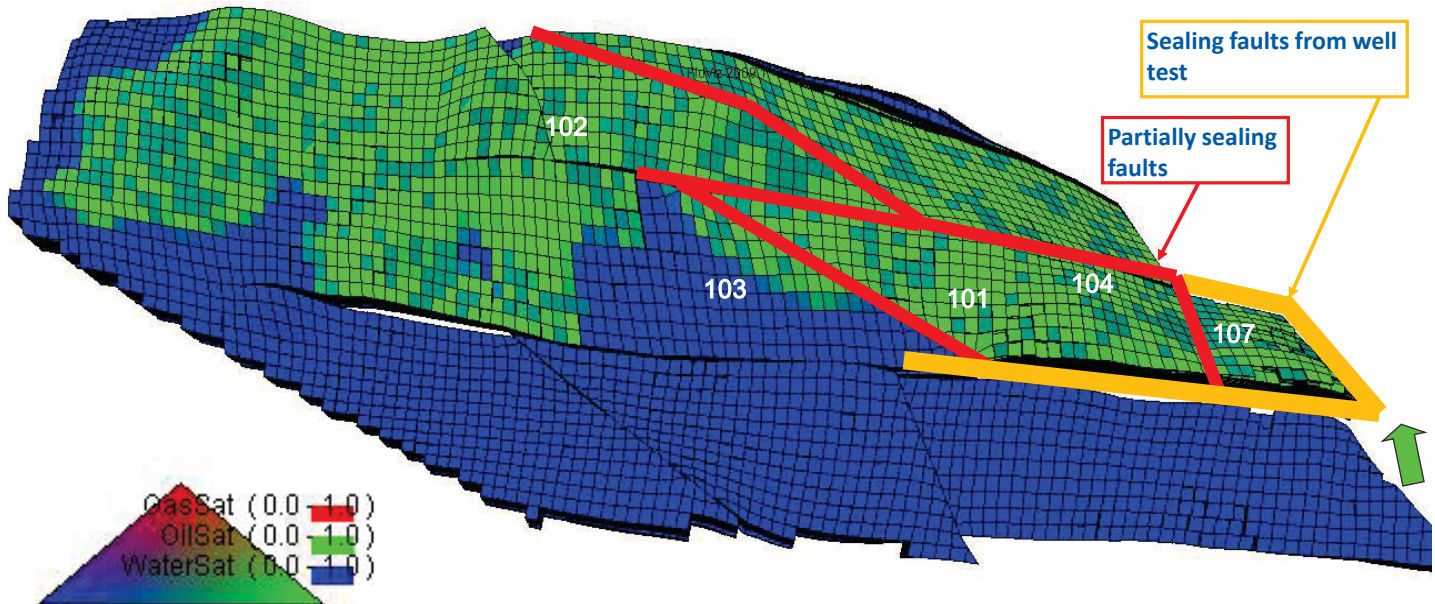 Sealing faults from well
test
Partially sealing
faults
102
103
101
104
107
GasSat ( 0.0 - 1.0 )
OilSat ( 0.0 - 1.0 )
WaterSat ( 0.0 - 1.0 )